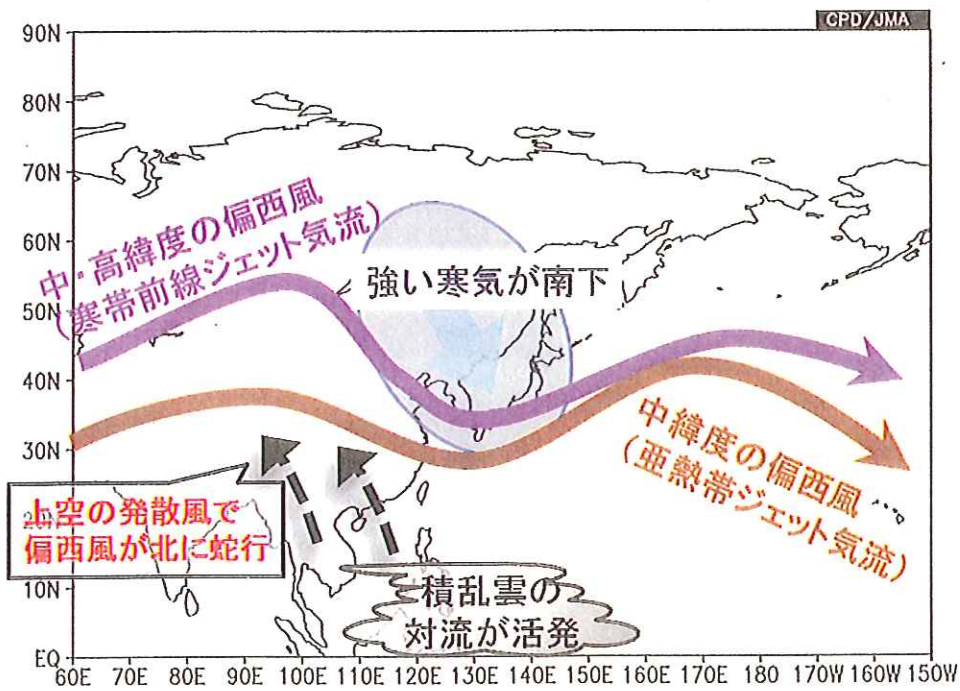 CPD/JMA
90N
80N
70N
60N
50N
40N
30N
20N
10N
EQ
中・高緯度の偏西風
(寒帯前線ジェット気流)
強い寒気が南下
中緯度の偏西風
(亜熱帯ジェット気流)
上空の発散風で
偏西風が北に蛇行
積乱雲の
対流が活発
60E 70E 80E 90E 100E 110E 120E 130E 140E 150E 160E 170E 180 170W 160W 150W